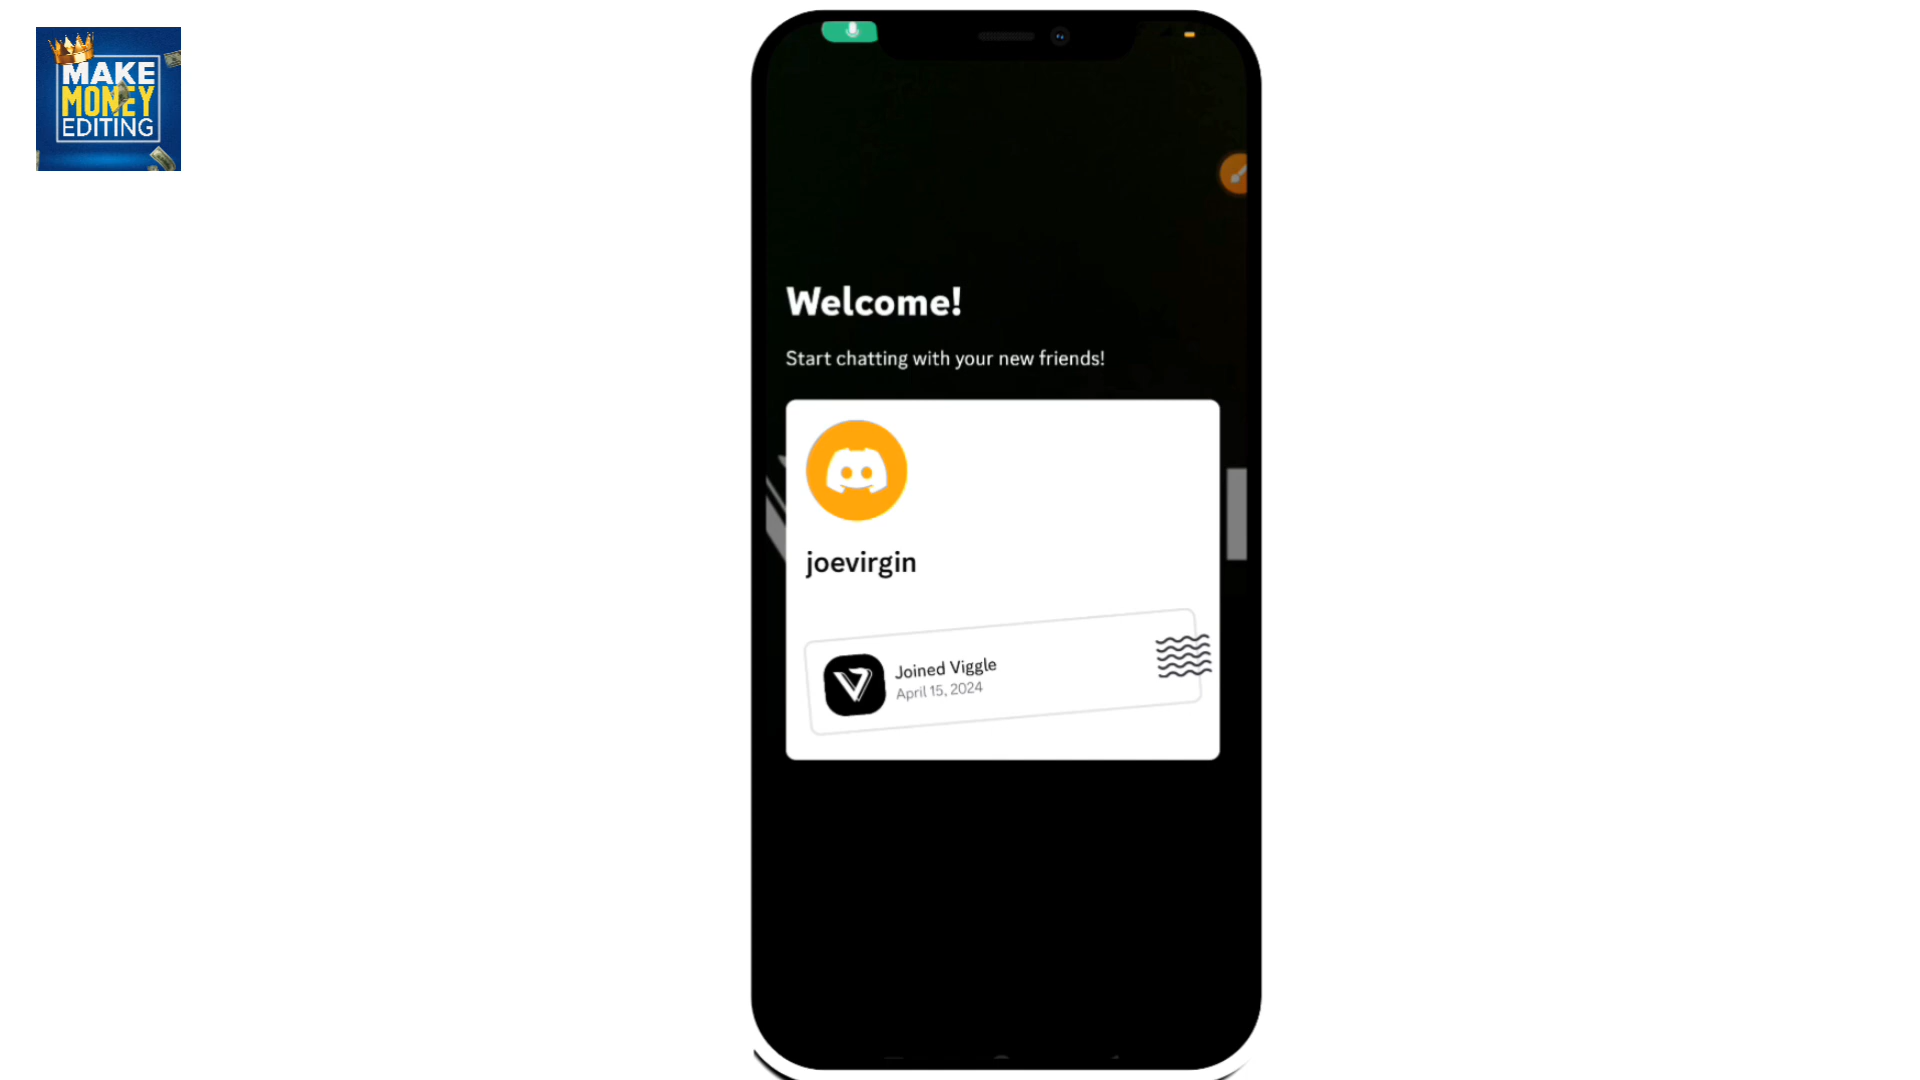 MAKE
MONEY
EDITING
Welcome!
Start chatting with your new friends!
joevirgin
Joined Viggle
April 15, 2024